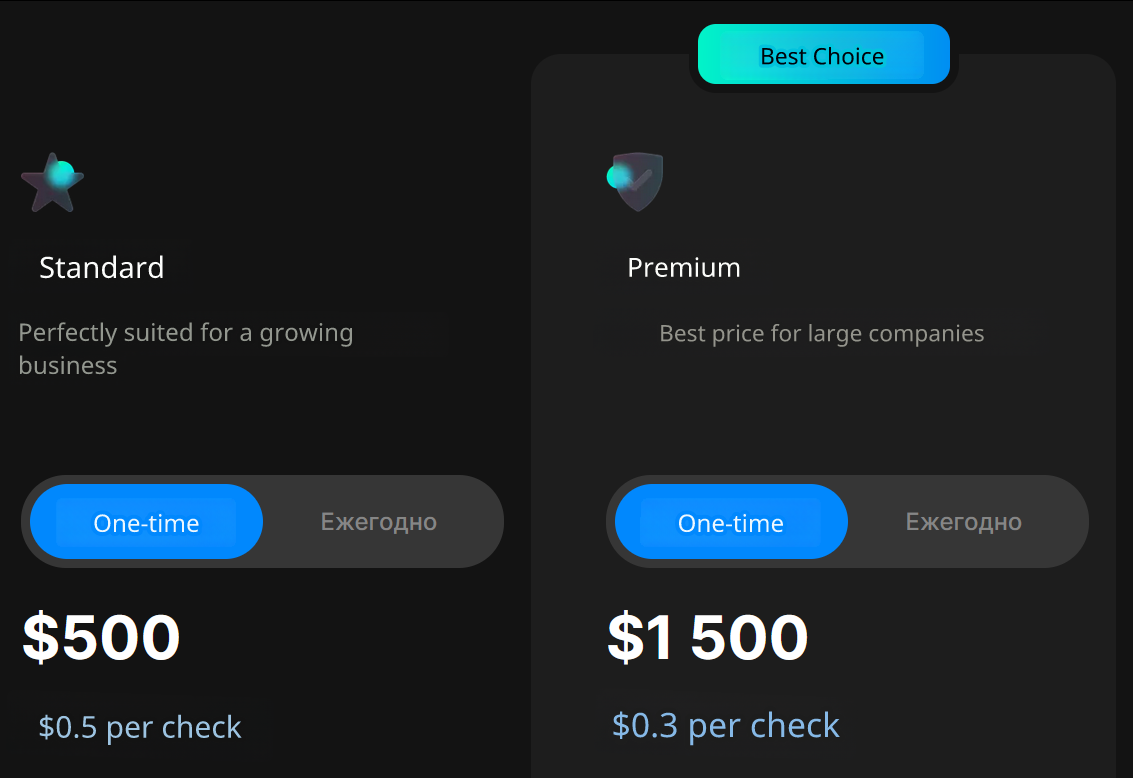 Best Choice
Standard
Perfectly suited for a growing
business
One-time
Ежегодно
$500
$0.5 per check
Premium
Best price for large companies
One-time
Ежегодно
$1 500
$0.3 per check